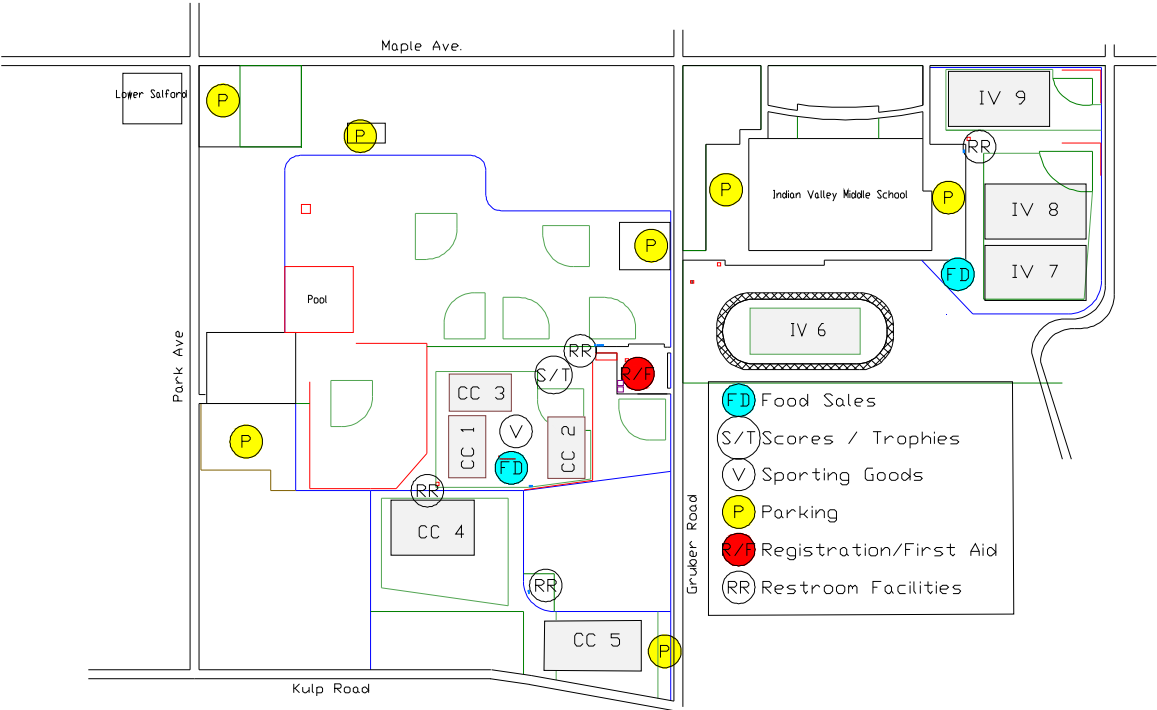 Maple Ave.
Lower Salford
P
P
IV 9
RR
P
Indian Valley Middle School
P
IV 8
P
FD
IV 7
Pool
IV 6
Park Ave
RR
S/T
R/F
CC 3
P
CC 1
V
CC 2
FD
RR
CC 4
RR
CC 5
P
Kulp Road
Gruber Road
FD Food Sales
S/T Scores / Trophies
V Sporting Goods
P Parking
R/F Registration/First Aid
RR Restroom Facilities